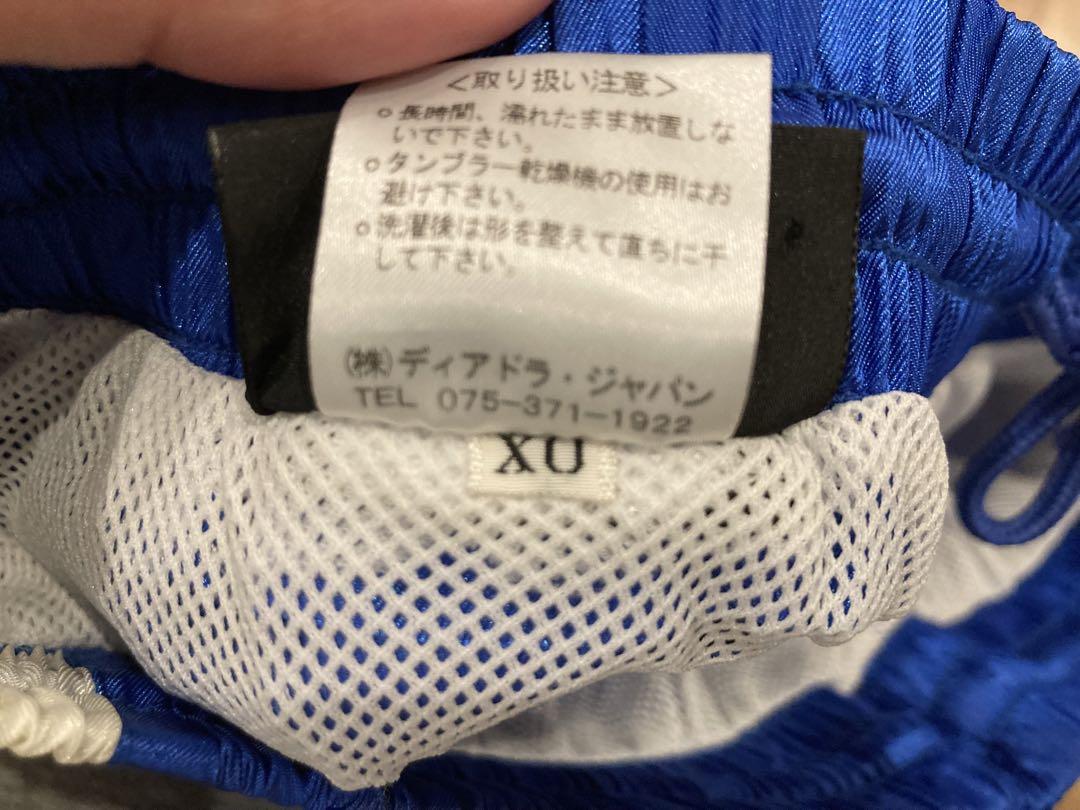 <取り扱い注意>
○長時間、濡れたまま放置しな
いで下さい。
○タンブラー乾燥機の使用はお
避け下さい。
○洗濯後は形を整えて直ちに干
して下さい。
(株)ディアドラ・ジャパン
TEL 075-371-1922
XO